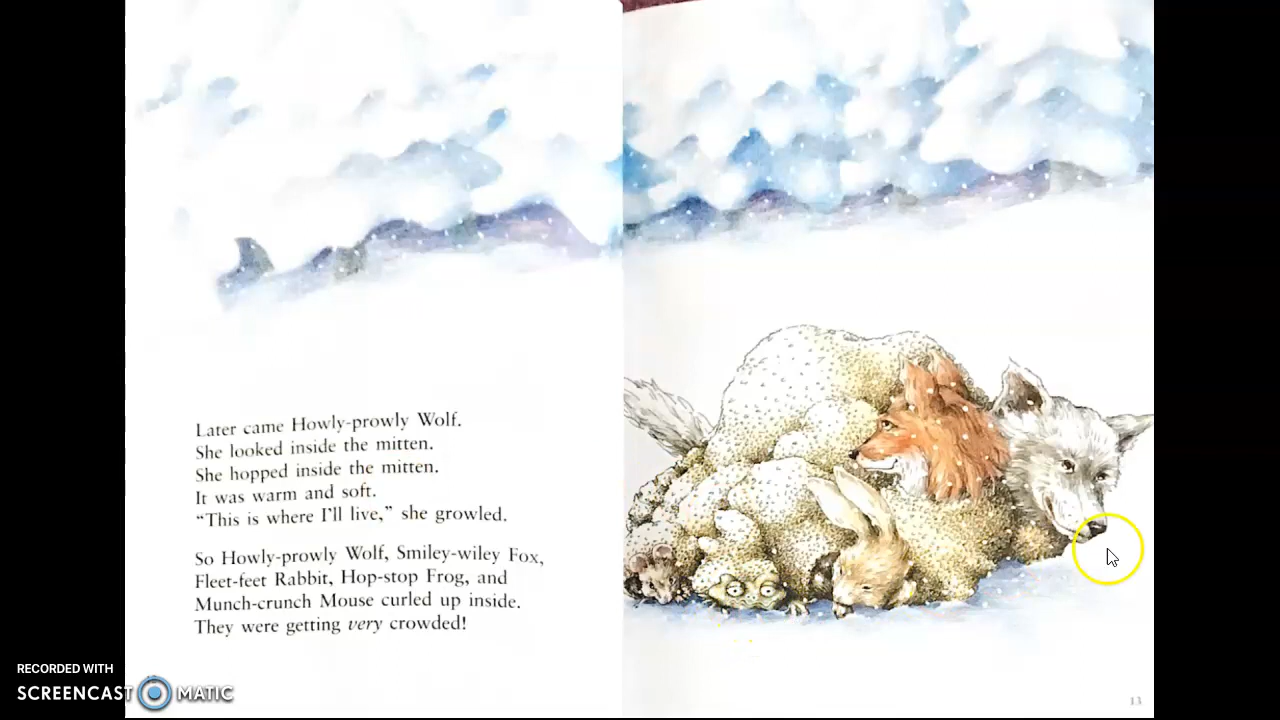 Later came Howly-prowly Wolf.
She looked inside the mitten.
She hopped inside the mitten.
It was warm and soft.
“This is where I'll live,” she growled.
So Howly-prowly Wolf, Smiley-wiley Fox,
Fleet-feet Rabbit, Hop-stop Frog, and
Munch-crunch Mouse curled up inside.
They were getting very crowded!
13
RECORDED WITH
SCREENCAST MATIC